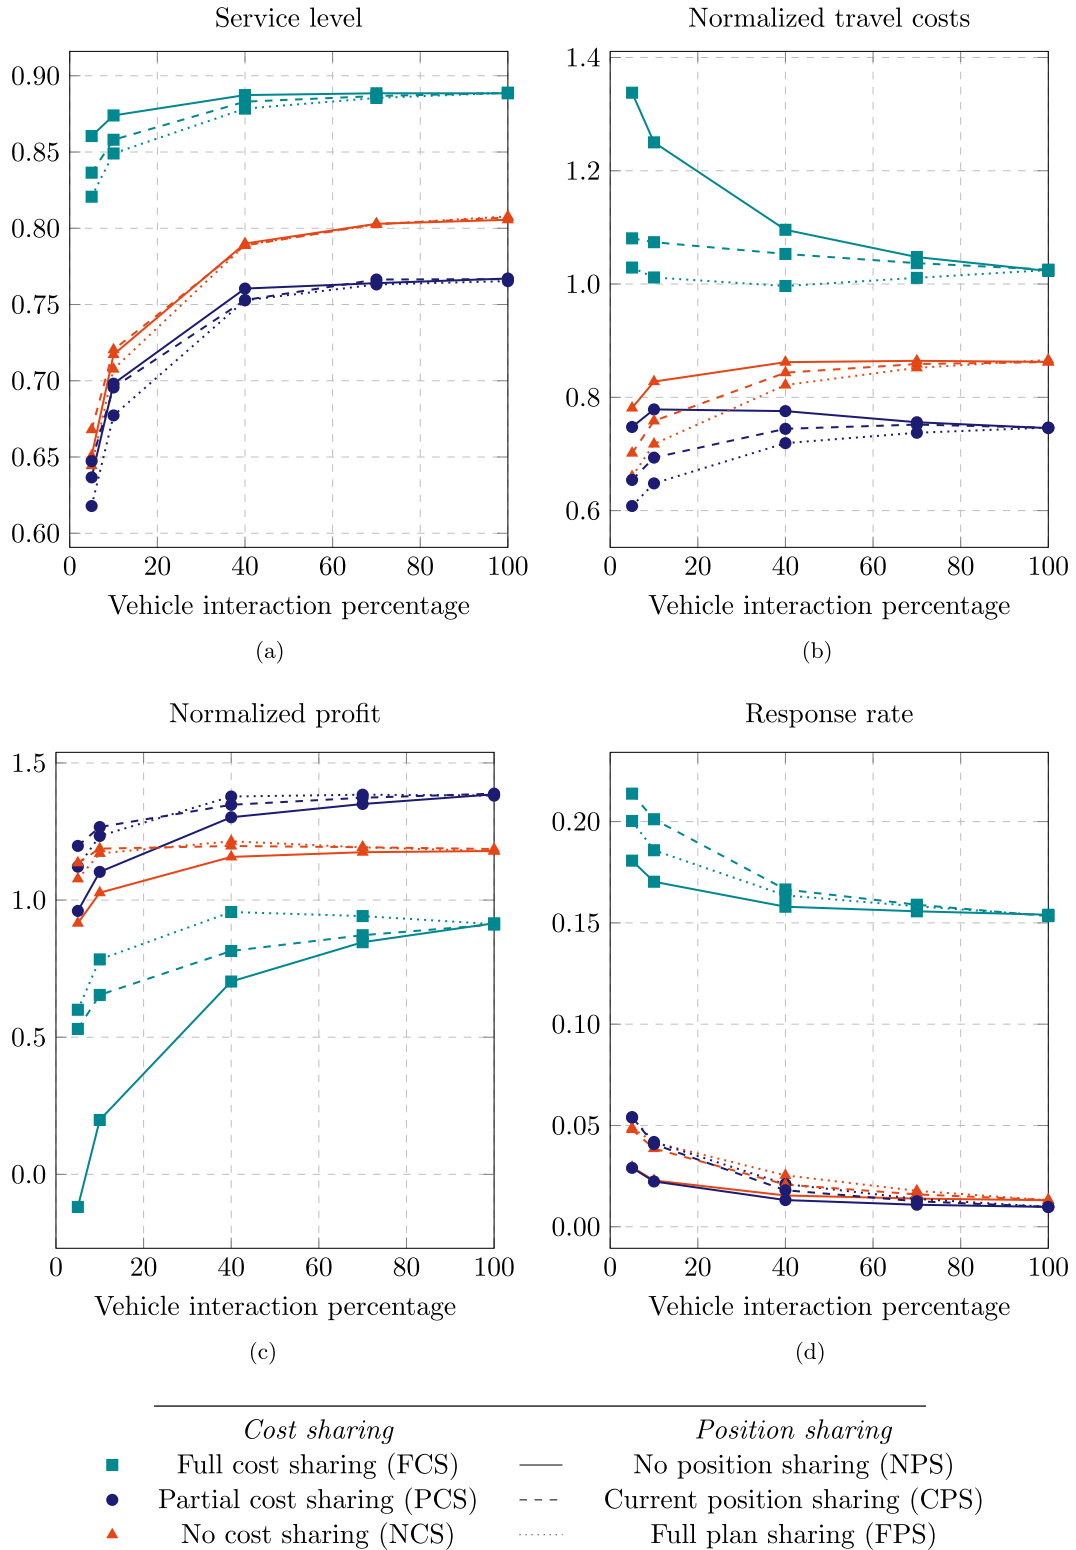 Service level
0.90
0.85
0.80
0.75
0.70
0.65
0.60
0 20 40 60 80 100
Vehicle interaction percentage
(a)
Normalized travel costs
1.4
1.2
1.0
0.8
0.6
0 20 40 60 80 100
Vehicle interaction percentage
(b)
Normalized profit
1.5
1.0
0.5
0.0
0 20 40 60 80 100
Vehicle interaction percentage
(c)
Response rate
0.20
0.15
0.10
0.05
0.00
0 20 40 60 80 100
Vehicle interaction percentage
(d)
Cost sharing Position sharing
Full cost sharing (FCS) No position sharing (NPS)
Partial cost sharing (PCS) Current position sharing (CPS)
No cost sharing (NCS) Full plan sharing (FPS)